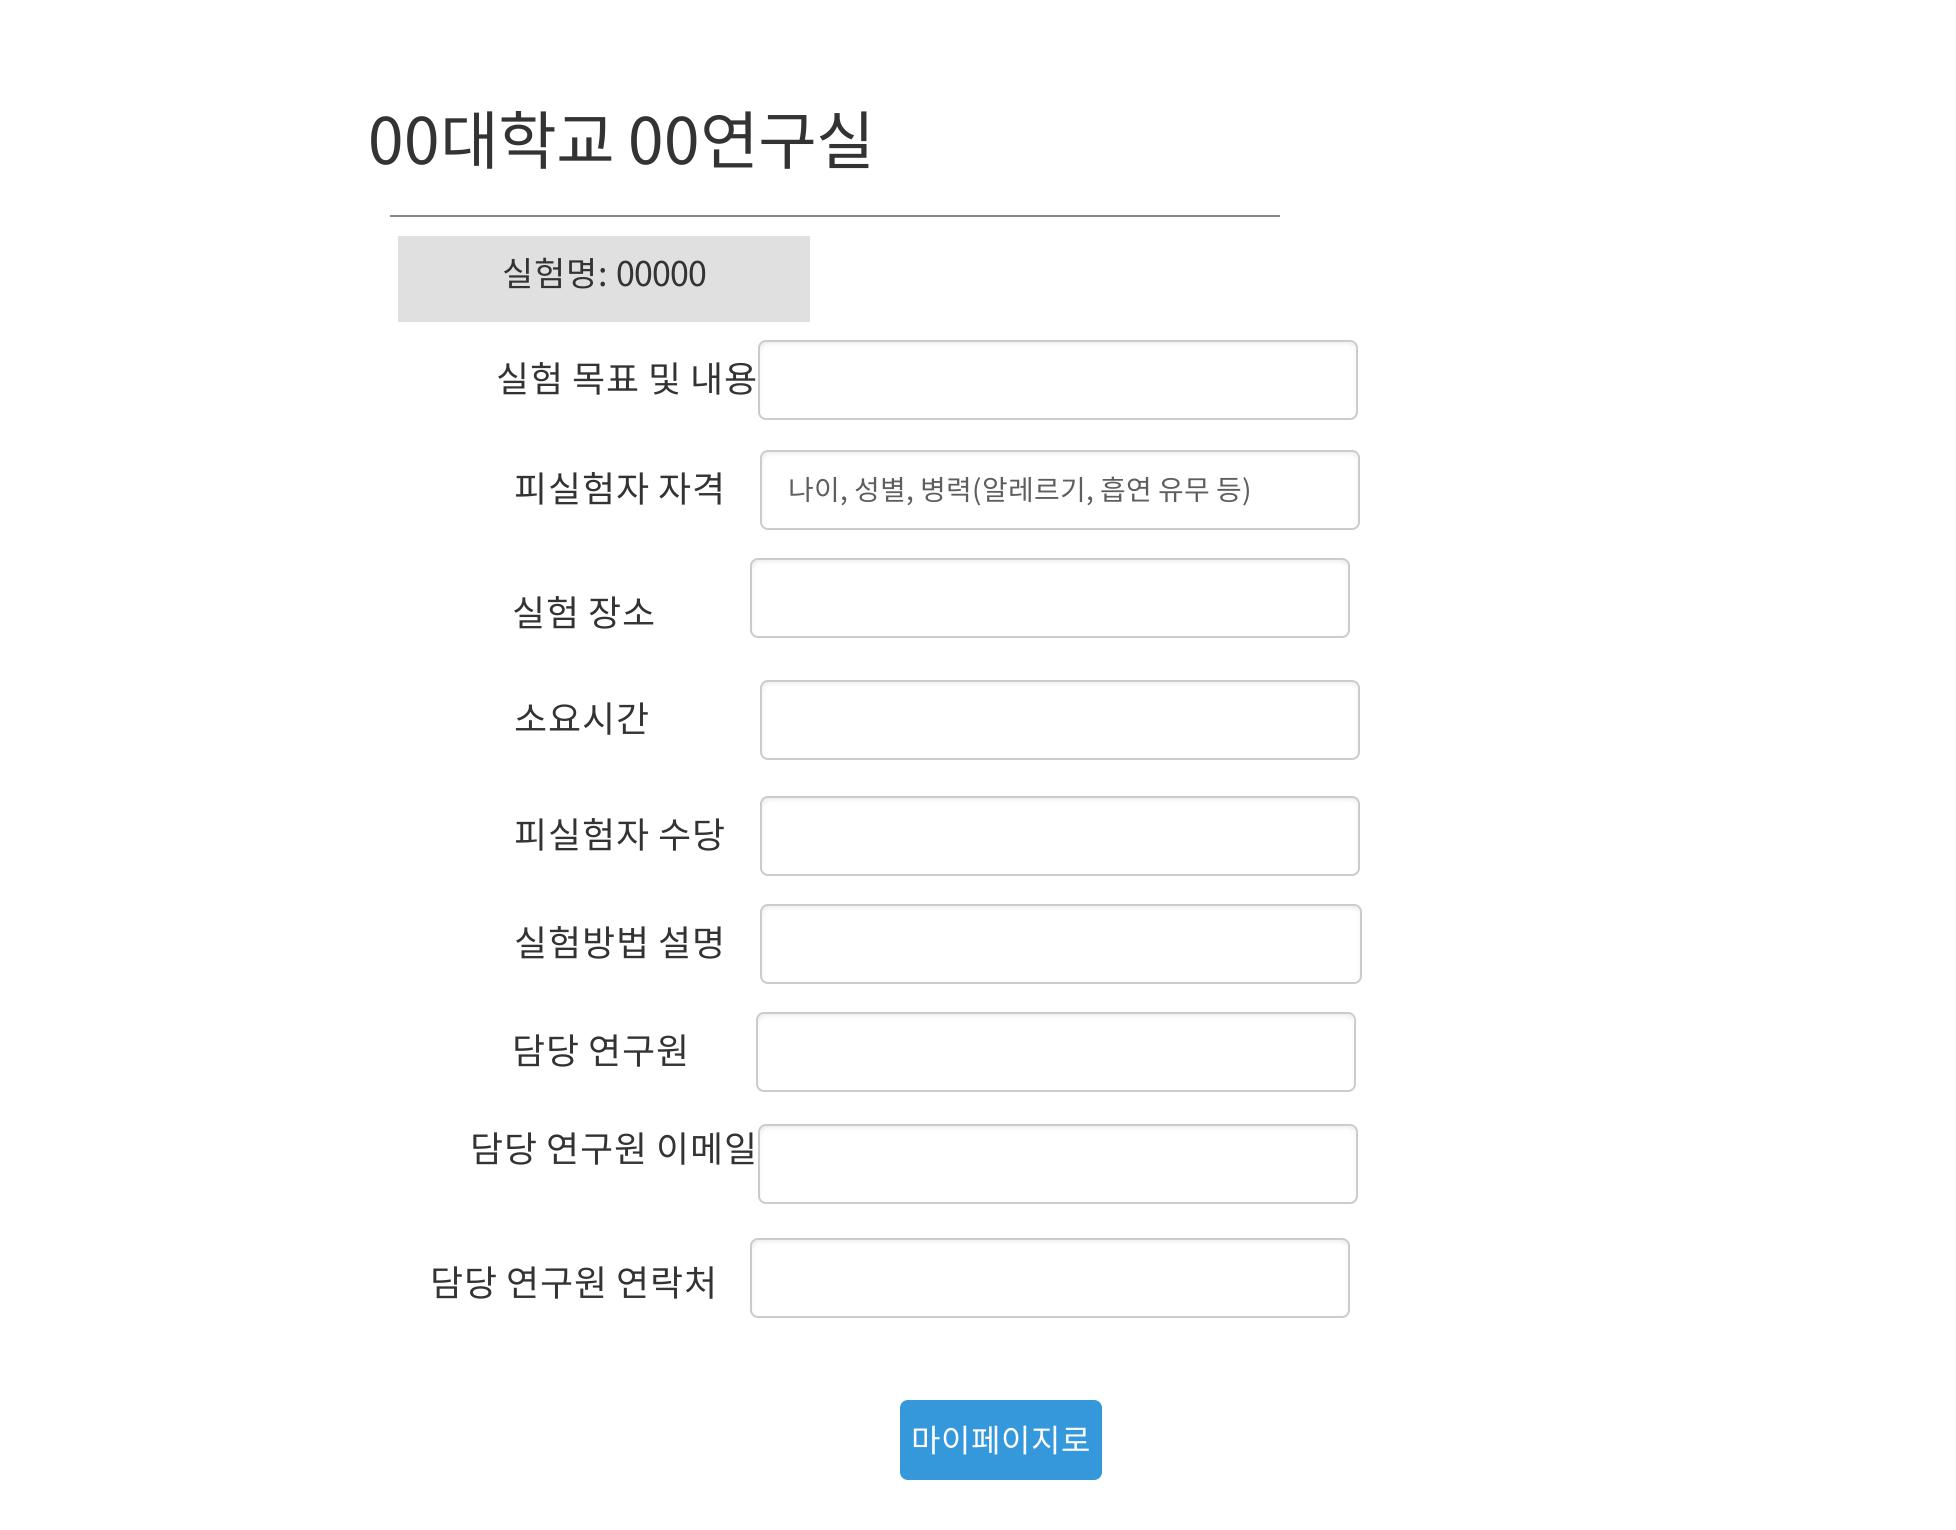 00대학교 00연구실
실험명: 00000
실험 목표 및 내용
피실험자 자격
나이, 성별, 병력(알레르기, 흡연 유무 등)
실험 장소
소요시간
피실험자 수당
실험방법 설명
담당 연구원
담당 연구원 이메일
담당 연구원 연락처
마이페이지로